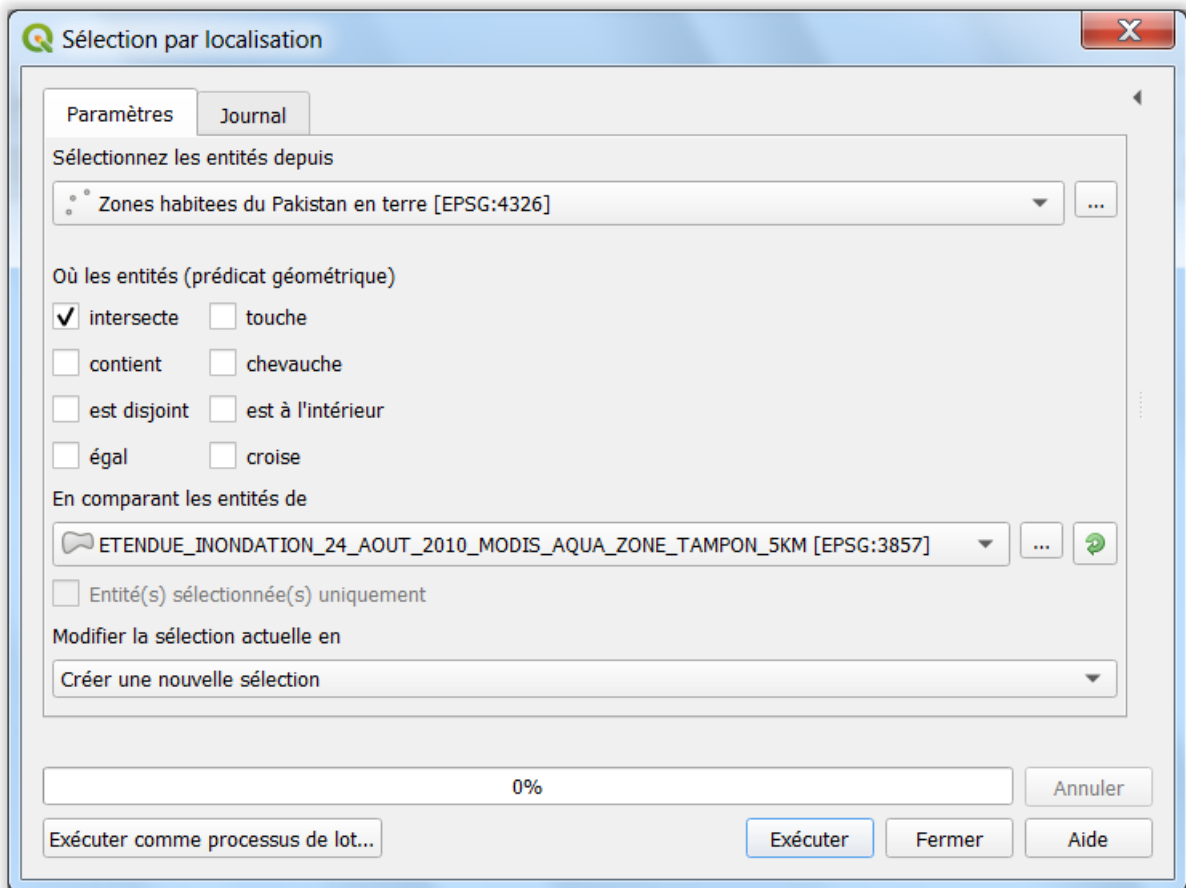 Sélection par localisation
Paramètres Journal
Sélectionnez les entités depuis
Zones habitees du Pakistan en terre [EPSG:4326] ...
Où les entités (prédicat géométrique)
intersecte touche
contient chevauche
est disjoint est à l'intérieur
égal croise
En comparant les entités de
ETENDUE_INONDATION_24_AOUT_2010_MODIS_AQUA_ZONE_TAMPON_5KM [EPSG:3857] ...
Entité(s) sélectionnée(s) uniquement
Modifier la sélection actuelle en
Créer une nouvelle sélection
0% Annuler
Exécuter comme processus de lot... Exécuter Fermer Aide